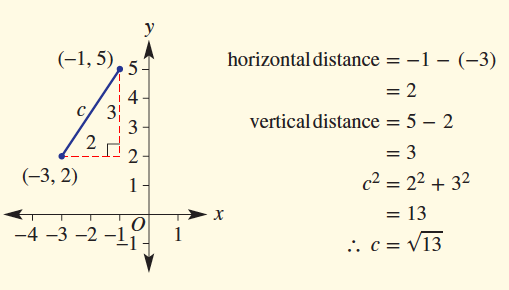 y
(−1, 5)
5
4
c
3
3
2
2
(−3, 2)
1
−4 −3 −2 −1 O 1 x
−1
horizontal distance = −1 − (−3)
= 2
vertical distance = 5 − 2
= 3
c² = 2² + 3²
= 13
∴ c = √13